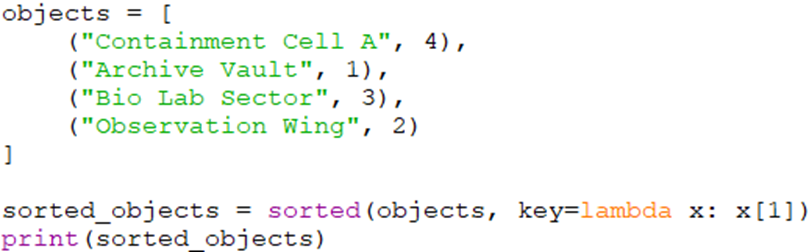 objects = [
    ("Containment Cell A", 4),
    ("Archive Vault", 1),
    ("Bio Lab Sector", 3),
    ("Observation Wing", 2)
]

sorted_objects = sorted(objects, key=lambda x: x[1])
print(sorted_objects)